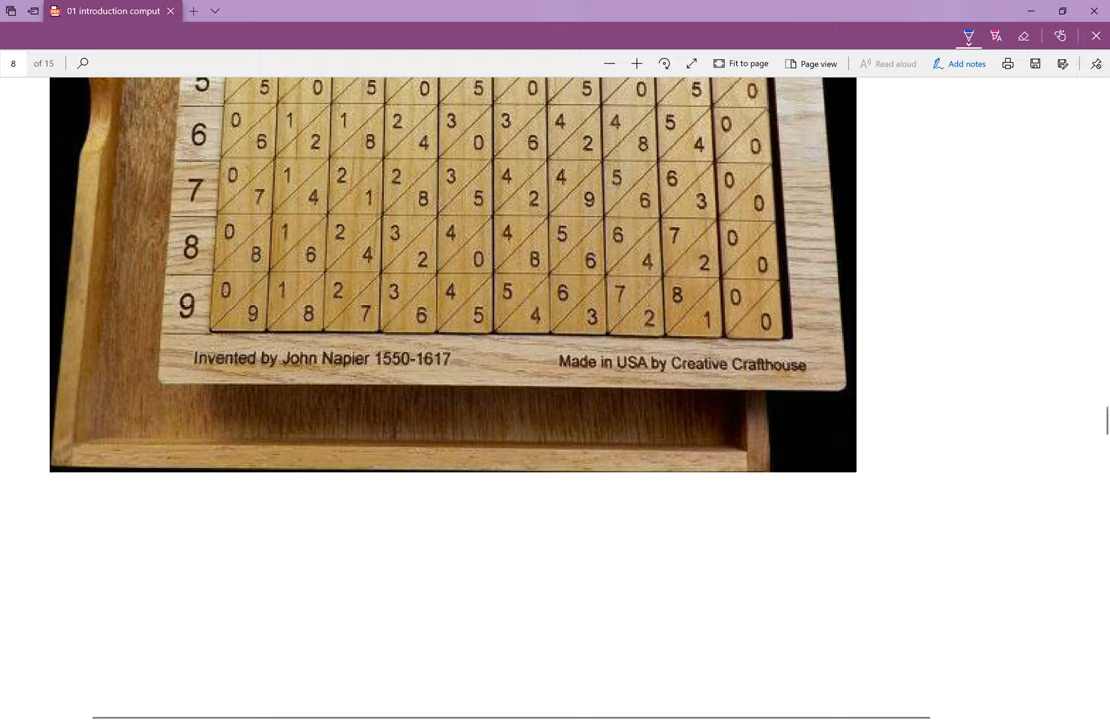 01 introduction comput
8 of 15 Fit to page Page view Read aloud Add notes
5 5 0 5 0 5 0 5 0 5 0
6 0 6 1 2 1 8 2 4 3 0 3 6 4 2 4 8 5 4 0 0
7 0 7 1 4 2 1 2 8 3 5 4 2 4 9 5 6 6 3 0 0
8 0 8 1 6 2 4 3 2 4 0 4 8 5 6 6 4 7 2 0 0
9 0 9 1 8 2 7 3 6 4 5 5 4 6 3 7 2 8 1 0 0
Invented by John Napier 1550-1617 Made in USA by Creative Crafthouse